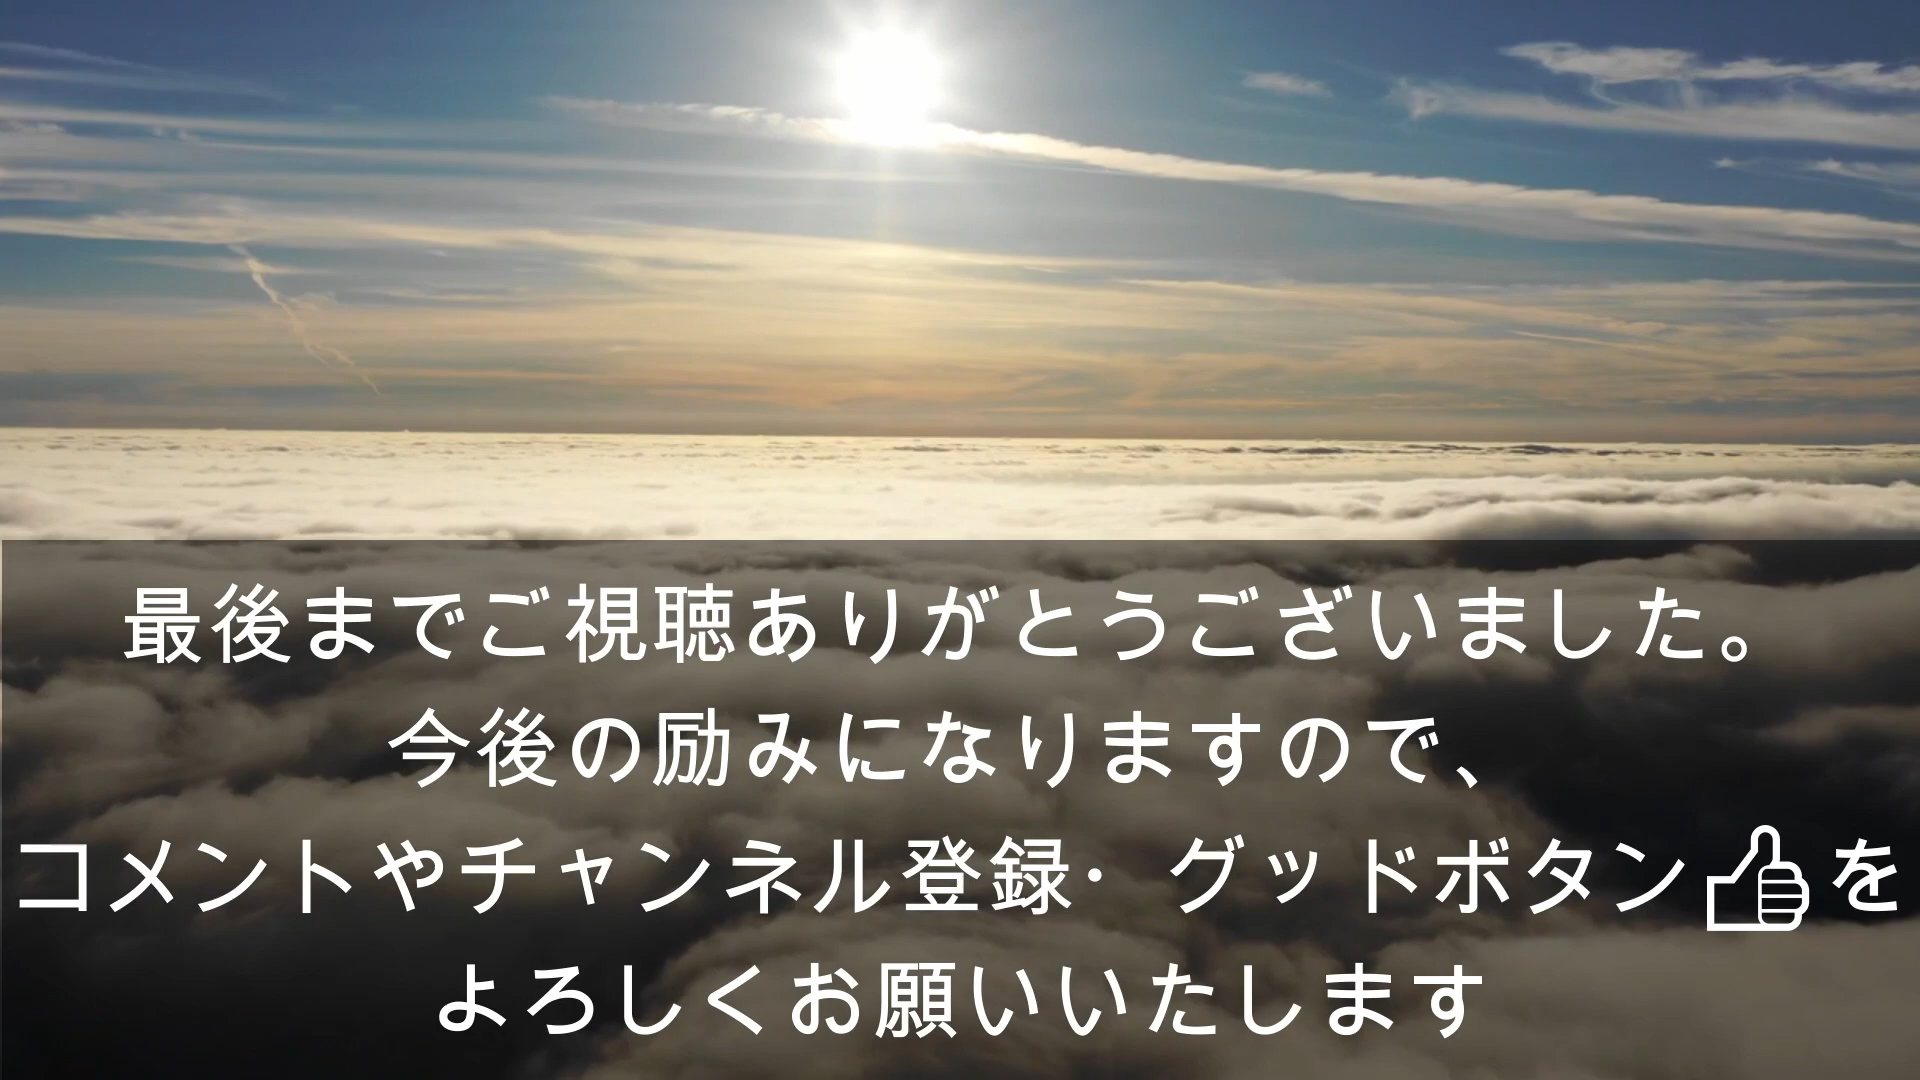 最後までご視聴ありがとうございました。
今後の励みになりますので、
コメントやチャンネル登録・グッドボタン👍を
よろしくお願いいたします